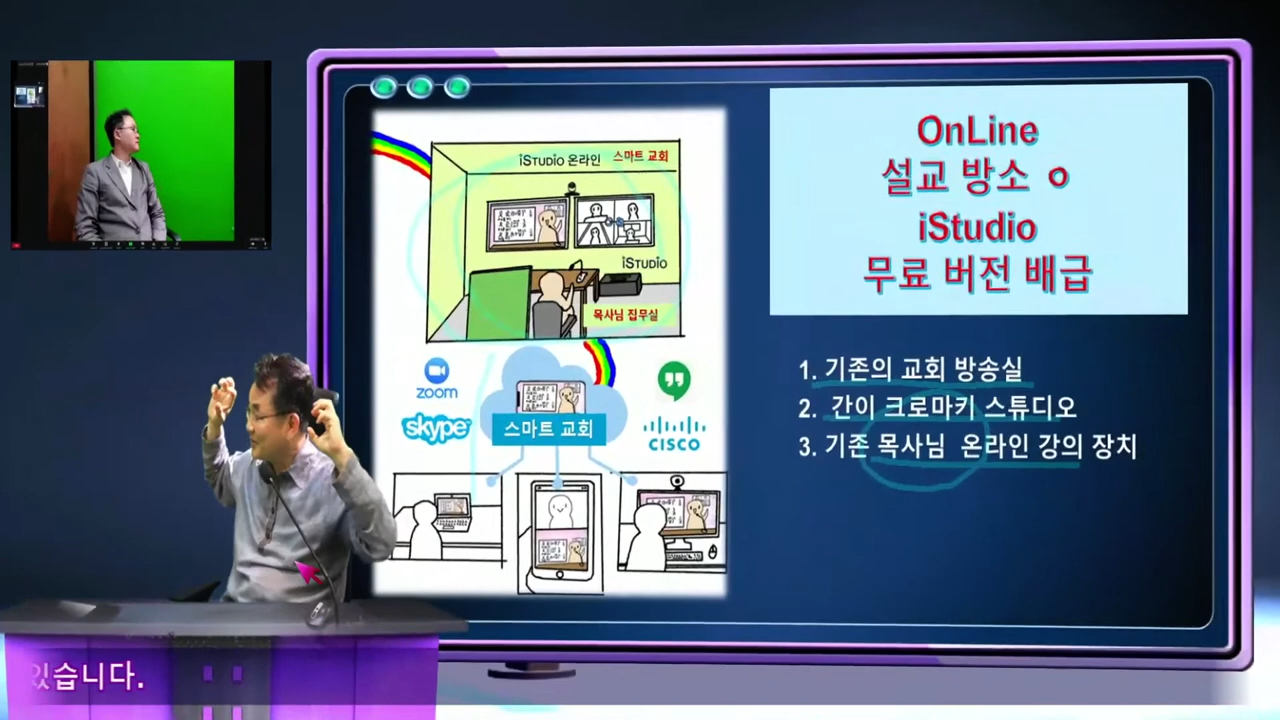 OnLine
설교 방소 ㅇ
iStudio
무료 버전 배급
iSTUDIO 온라인 스마트 교회
iSTUDIO
목사님 집무실
zoom
skype
스마트 교회
CISCO
1. 기존의 교회 방송실
2. 간이 크로마키 스튜디오
3. 기존 목사님 온라인 강의 장치
있습니다.